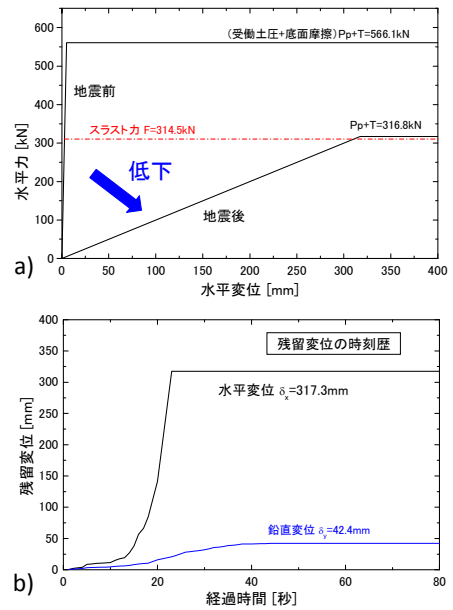 600
500
400
300
200
100
0
水平力 [kN]
(受働土圧+底面摩擦)Pp+T=566.1kN
地震前
スラスト力 F=314.5kN
Pp+T=316.8kN
低下
地震後
0 50 100 150 200 250 300 350 400
水平変位 [mm]
a)
400
350
300
250
200
150
100
50
0
残留変位 [mm]
残留変位の時刻歴
水平変位 δx=317.3mm
鉛直変位 δy=42.4mm
0 20 40 60 80
経過時間 [秒]
b)